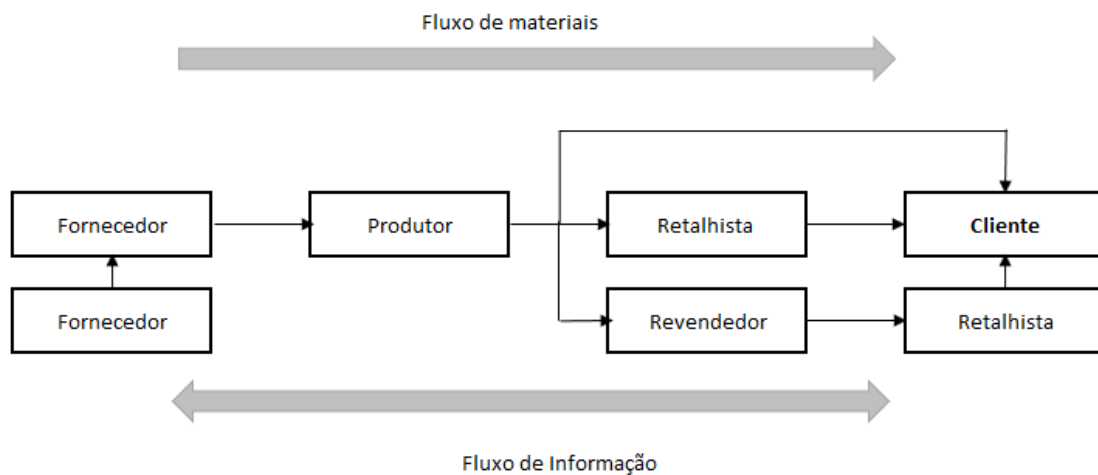 Fluxo de materiais
Fornecedor
Produtor
Retalhista
Cliente
Fornecedor
Revendedor
Retalhista
Fluxo de Informação